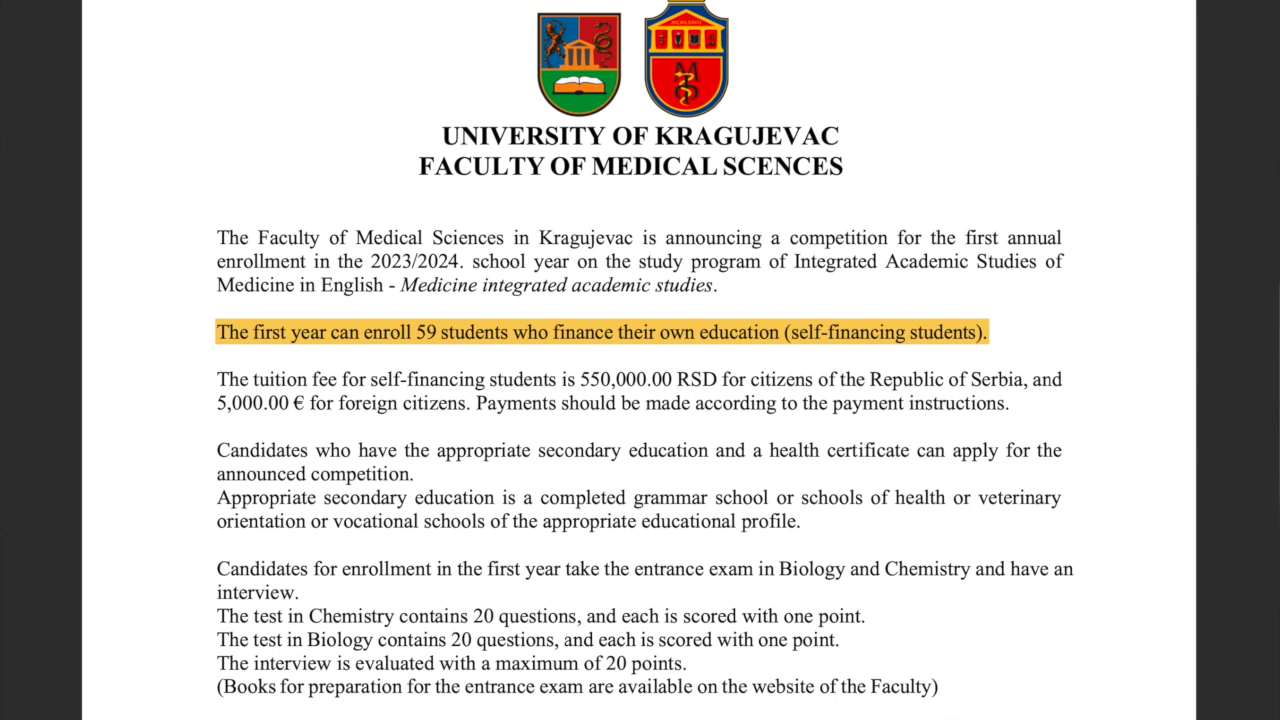 UNIVERSITY OF KRAGUJEVAC
FACULTY OF MEDICAL SCENCES
The Faculty of Medical Sciences in Kragujevac is announcing a competition for the first annual
enrollment in the 2023/2024. school year on the study program of Integrated Academic Studies of
Medicine in English - Medicine integrated academic studies.
The first year can enroll 59 students who finance their own education (self-financing students).
The tuition fee for self-financing students is 550,000.00 RSD for citizens of the Republic of Serbia, and
5,000.00 € for foreign citizens. Payments should be made according to the payment instructions.
Candidates who have the appropriate secondary education and a health certificate can apply for the
announced competition.
Appropriate secondary education is a completed grammar school or schools of health or veterinary
orientation or vocational schools of the appropriate educational profile.
Candidates for enrollment in the first year take the entrance exam in Biology and Chemistry and have an
interview.
The test in Chemistry contains 20 questions, and each is scored with one point.
The test in Biology contains 20 questions, and each is scored with one point.
The interview is evaluated with a maximum of 20 points.
(Books for preparation for the entrance exam are available on the website of the Faculty)